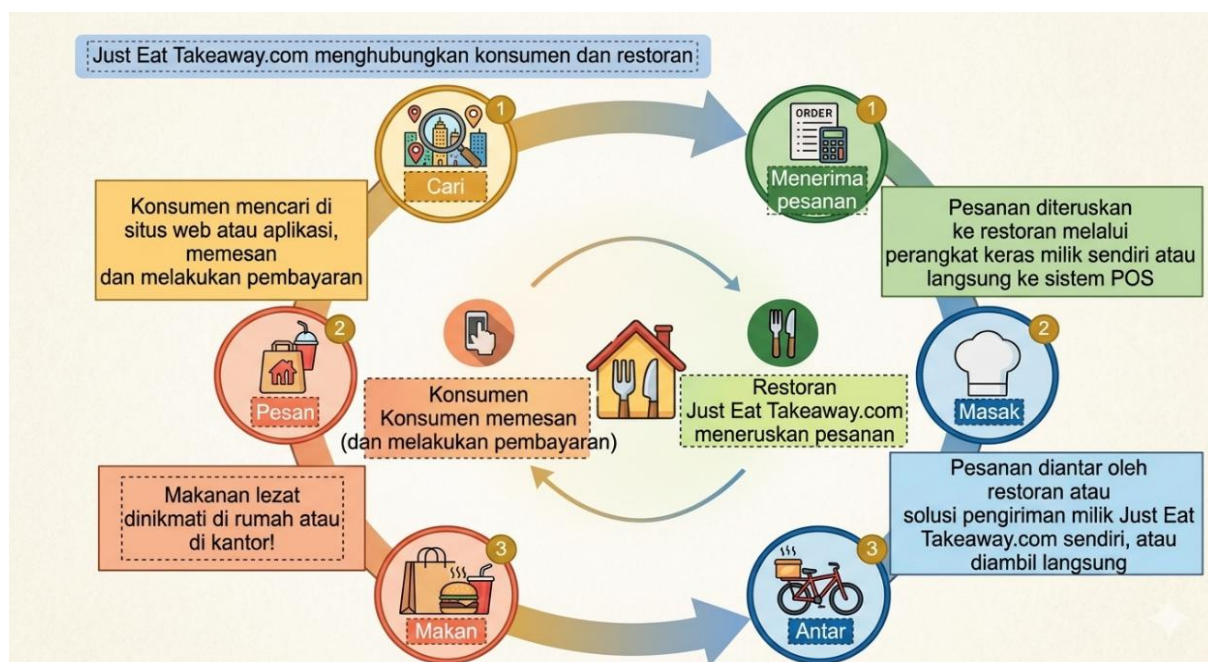 Just Eat Takeaway.com menghubungkan konsumen dan restoran
1
Cari
Konsumen mencari di
situs web atau aplikasi,
memesan
dan melakukan pembayaran
2
Pesan
Makanan lezat
dinikmati di rumah atau
di kantor!
3
Makan
Konsumen
Konsumen memesan
(dan melakukan pembayaran)
Restoran
Just Eat Takeaway.com
meneruskan pesanan
1
ORDER
Menerima
pesanan
Pesanan diteruskan
ke restoran melalui
perangkat keras milik sendiri atau
langsung ke sistem POS
2
Masak
Pesanan diantar oleh
restoran atau
solusi pengiriman milik Just Eat
Takeaway.com sendiri, atau
diambil langsung
3
Antar